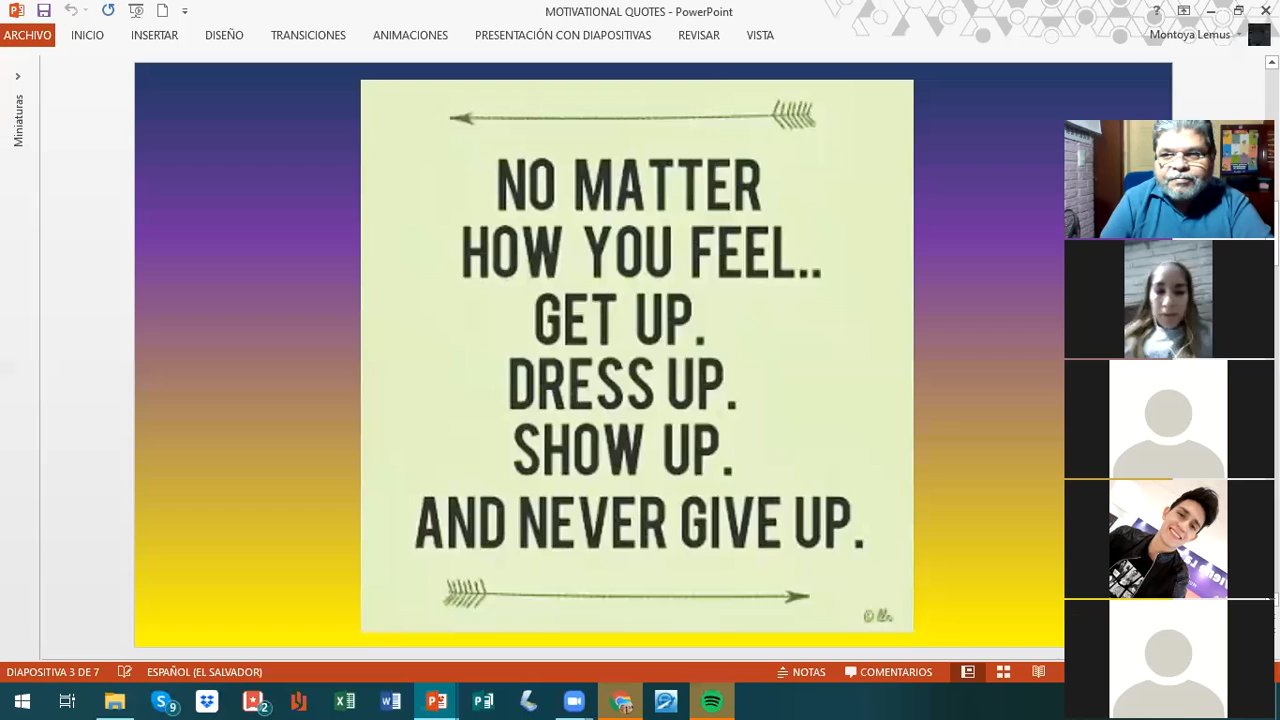 MOTIVATIONAL QUOTES - PowerPoint
?
ARCHIVO INICIO INSERTAR DISEÑO TRANSICIONES ANIMACIONES PRESENTACIÓN CON DIAPOSITIVAS REVISAR VISTA
Montoya Lemus
Miniaturas
NO MATTER
HOW YOU FEEL..
GET UP.
DRESS UP.
SHOW UP.
AND NEVER GIVE UP.
DIAPOSITIVA 3 DE 7 ESPAÑOL (EL SALVADOR) NOTAS COMENTARIOS
9
2